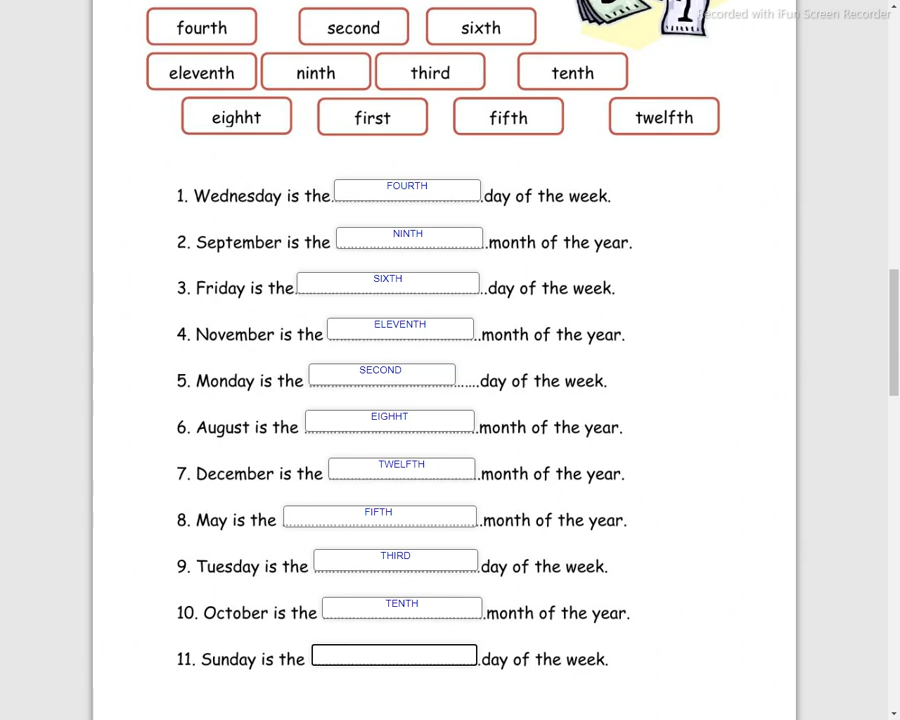 Recorded with iFun Screen Recorder
fourth second sixth
eleventh ninth third tenth
eighht first fifth twelfth
1. Wednesday is the FOURTH day of the week.
2. September is the NINTH month of the year.
3. Friday is the SIXTH day of the week.
4. November is the ELEVENTH month of the year.
5. Monday is the SECOND day of the week.
6. August is the EIGHHT month of the year.
7. December is the TWELFTH month of the year.
8. May is the FIFTH month of the year.
9. Tuesday is the THIRD day of the week.
10. October is the TENTH month of the year.
11. Sunday is the day of the week.